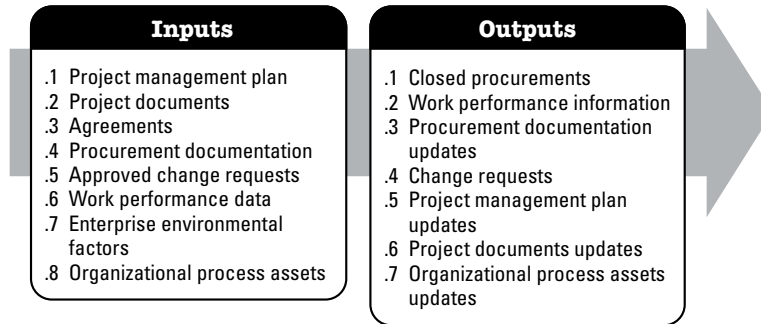 Inputs
.1 Project management plan
.2 Project documents
.3 Agreements
.4 Procurement documentation
.5 Approved change requests
.6 Work performance data
.7 Enterprise environmental
factors
.8 Organizational process assets
Outputs
.1 Closed procurements
.2 Work performance information
.3 Procurement documentation
updates
.4 Change requests
.5 Project management plan
updates
.6 Project documents updates
.7 Organizational process assets
updates